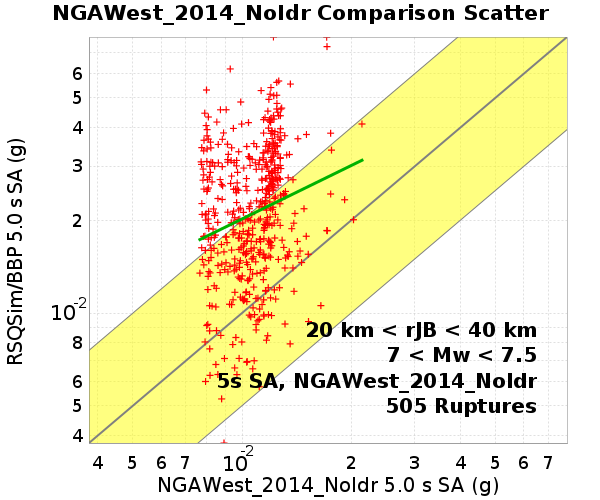 NGAWest_2014_NoIdr Comparison Scatter
RSQSim/BBP 5.0 s SA (g)
6
5
4
3
2
10-2
8
6
5
4
20 km < rJB < 40 km
7 < Mw < 7.5
5s SA, NGAWest_2014_NoIdr
505 Ruptures
4 5 6 7 10-2 2 3 4 5 6 7
NGAWest_2014_NoIdr 5.0 s SA (g)